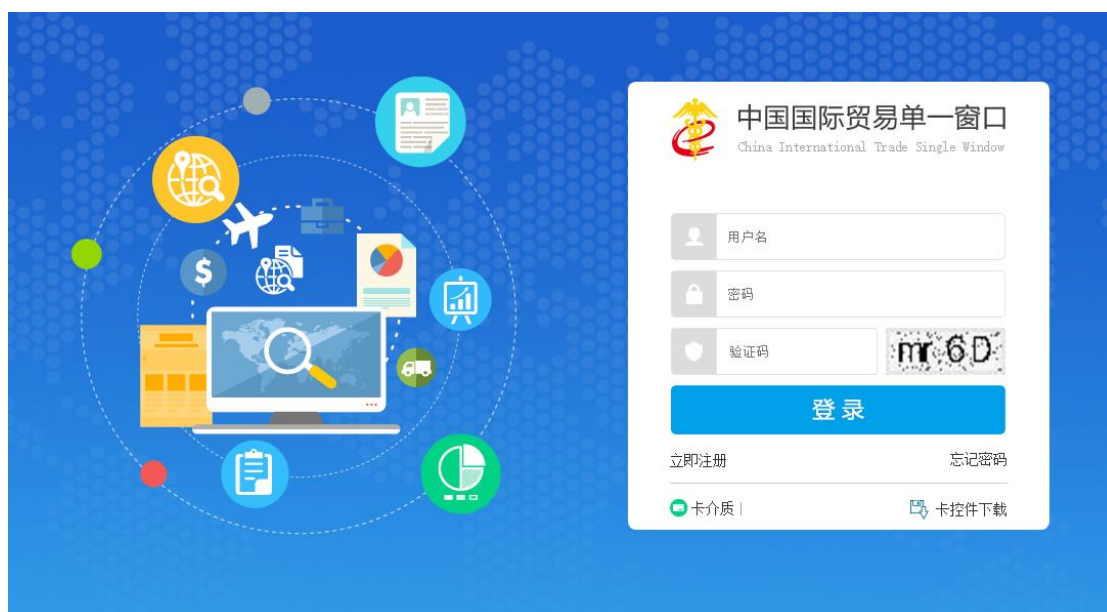 中国国际贸易单一窗口
China International Trade Single Window
用户名
密码
验证码
mr6D
登录
立即注册 忘记密码
卡介质 | 卡控件下载